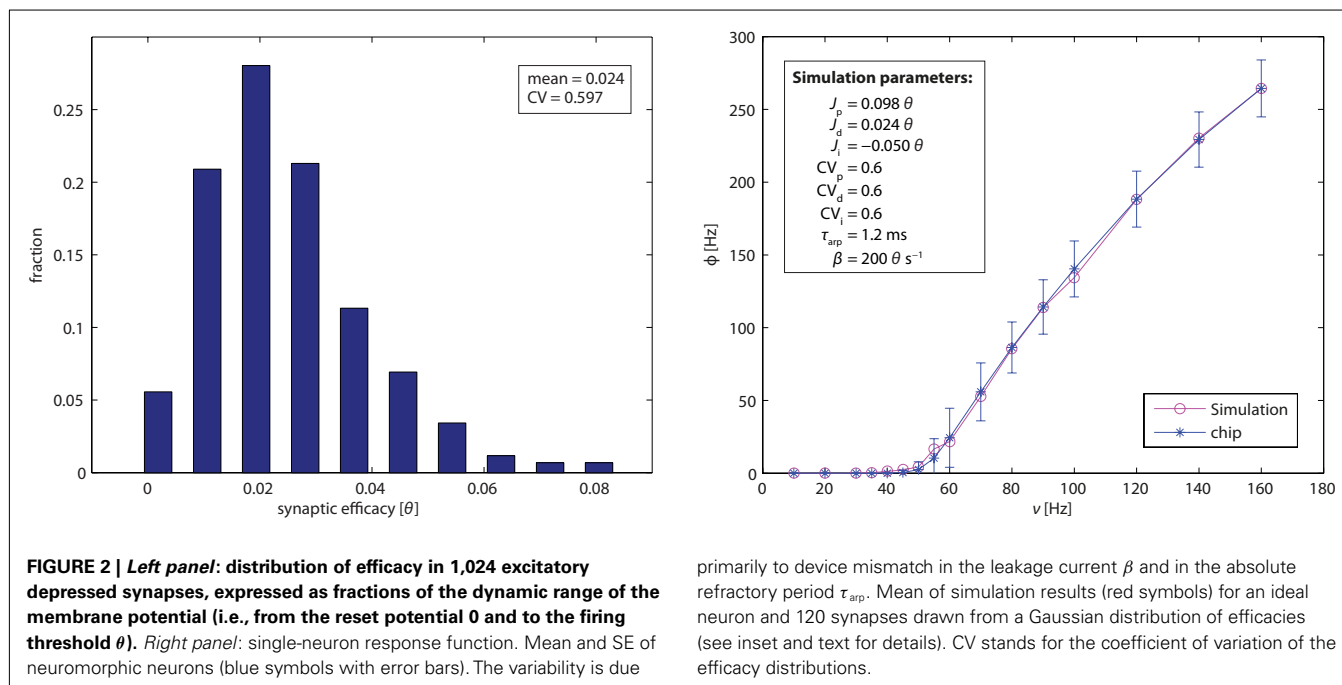 0.25
0.2
0.15
0.1
0.05
0
fraction
mean = 0.024
CV = 0.597
0 0.02 0.04 0.06 0.08
synaptic efficacy [θ]
300
250
200
150
100
50
0
ϕ [Hz]
Simulation parameters:
Jp = 0.098 θ
Jd = 0.024 θ
Ji = −0.050 θ
CVp = 0.6
CVd = 0.6
CVi = 0.6
τarp = 1.2 ms
β = 200 θ s⁻¹
Simulation
chip
0 20 40 60 80 100 120 140 160 180
ν [Hz]
FIGURE 2 | Left panel: distribution of efficacy in 1,024 excitatory
depressed synapses, expressed as fractions of the dynamic range of the
membrane potential (i.e., from the reset potential 0 and to the firing
threshold θ). Right panel: single-neuron response function. Mean and SE of
neuromorphic neurons (blue symbols with error bars). The variability is due
primarily to device mismatch in the leakage current β and in the absolute
refractory period τarp. Mean of simulation results (red symbols) for an ideal
neuron and 120 synapses drawn from a Gaussian distribution of efficacies
(see inset and text for details). CV stands for the coefficient of variation of the
efficacy distributions.